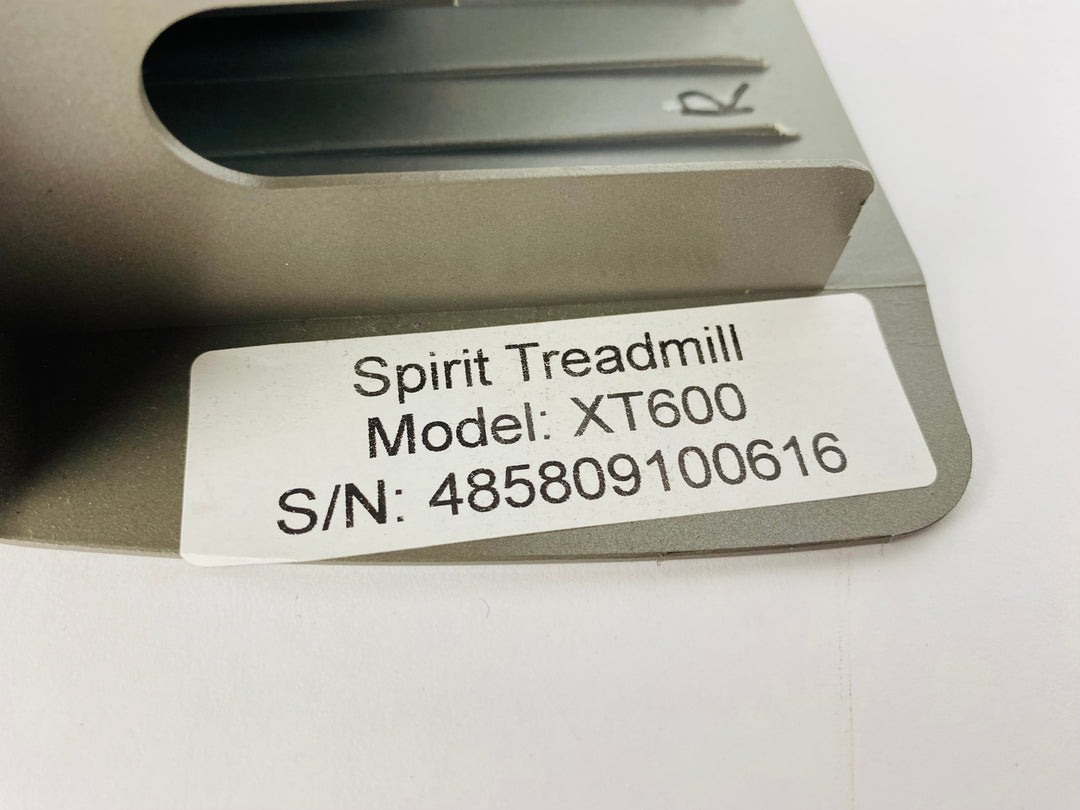 R
Spirit Treadmill
Model: XT600
S/N: 485809100616